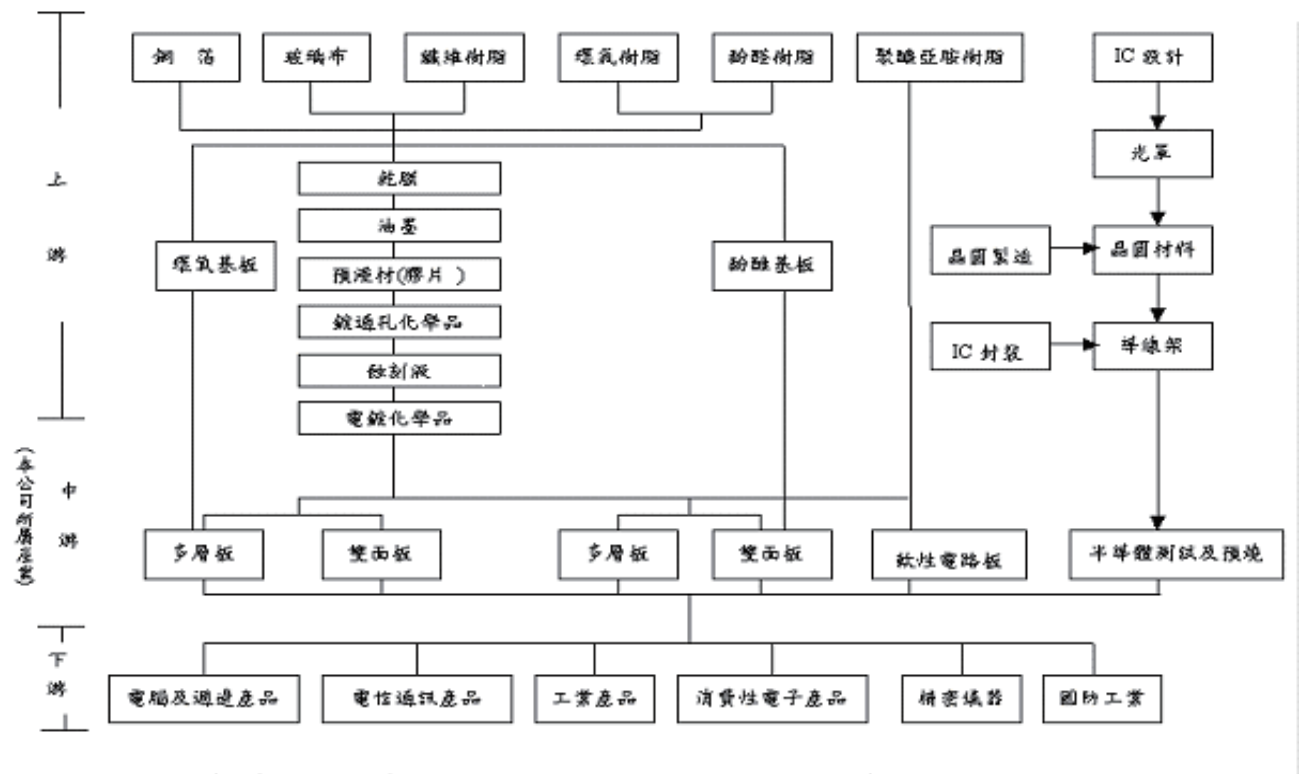 銅 箔
玻璃布
纖維樹脂
環氧樹脂
酚醛樹脂
聚醯亞胺樹脂
IC 設計
光罩
上
游
乾膜
油墨
環氧基板
預浸材(膠片 )
酚醛基板
晶圓製造
晶圓材料
鍍通孔化學品
IC 封裝
導線架
蝕刻液
電鍍化學品
(本公司所屬產業)
中
游
多層板
雙面板
多層板
雙面板
軟性電路板
半導體測試及預燒
下
游
電腦及週邊產品
電信通訊產品
工業產品
消費性電子產品
精密儀器
國防工業